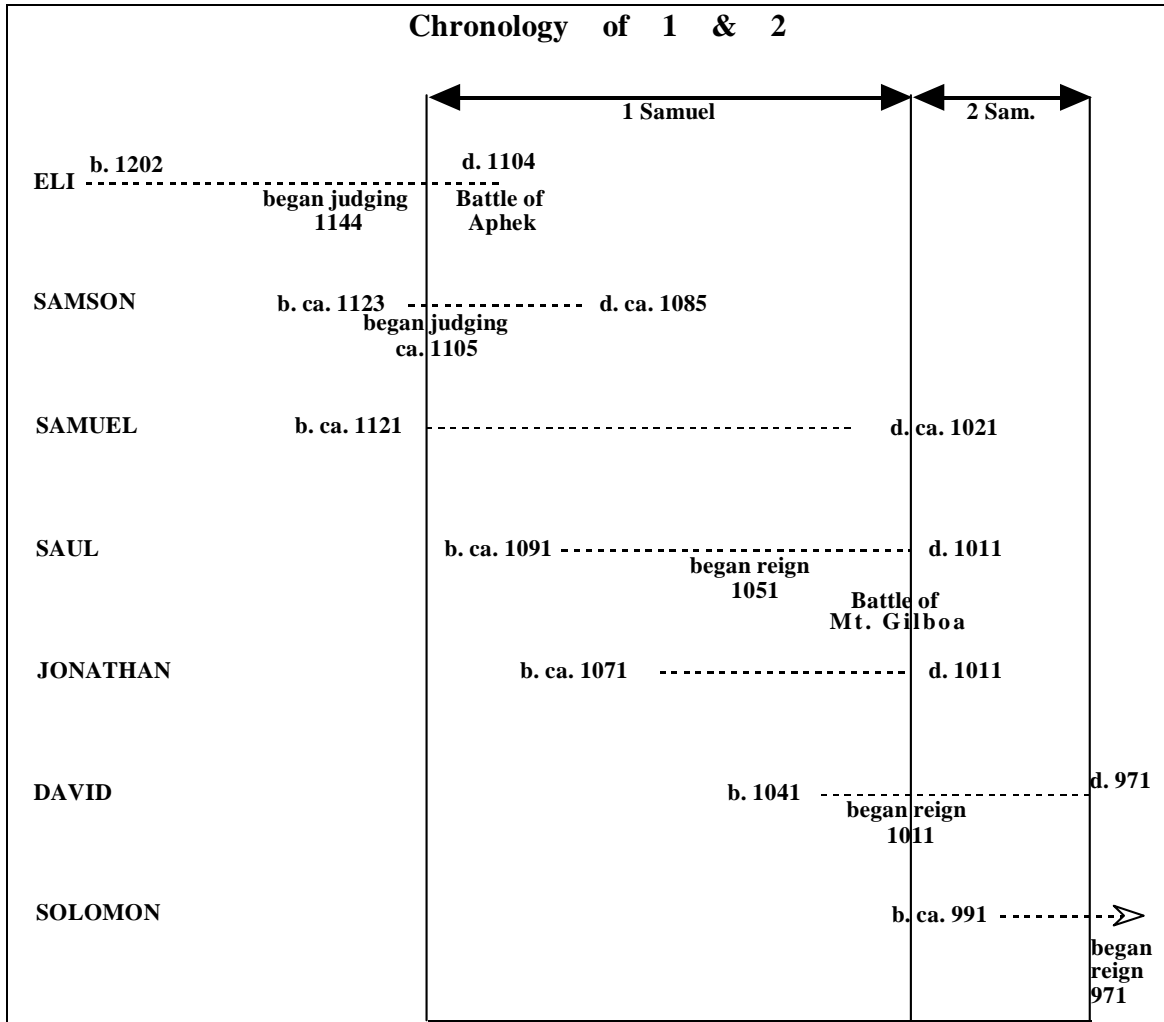 Chronology of 1 & 2
1 Samuel
2 Sam.
ELI
b. 1202
d. 1104
began judging
1144
Battle of
Aphek
SAMSON
b. ca. 1123
d. ca. 1085
began judging
ca. 1105
SAMUEL
b. ca. 1121
d. ca. 1021
SAUL
b. ca. 1091
d. 1011
began reign
1051
Battle of
Mt. Gilboa
JONATHAN
b. ca. 1071
d. 1011
DAVID
b. 1041
d. 971
began reign
1011
SOLOMON
b. ca. 991
began
reign
971